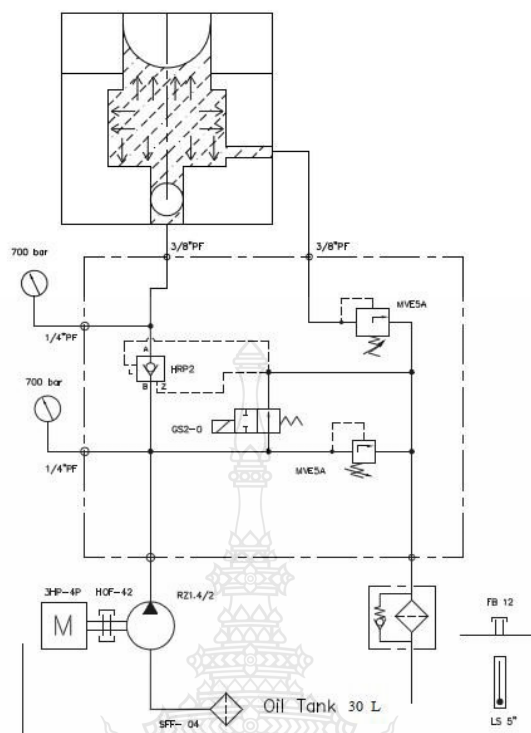 3/8"PF
3/8"PF
700 bar
MVE5A
1/4"PF
A
HRP2
L
B
Z
700 bar
GS2-0
MVE5A
1/4"PF
3HP-4P
HOF-42
RZ1.4/2
M
FB 12
Oil Tank 30 L
SFF- 04
LS 5"